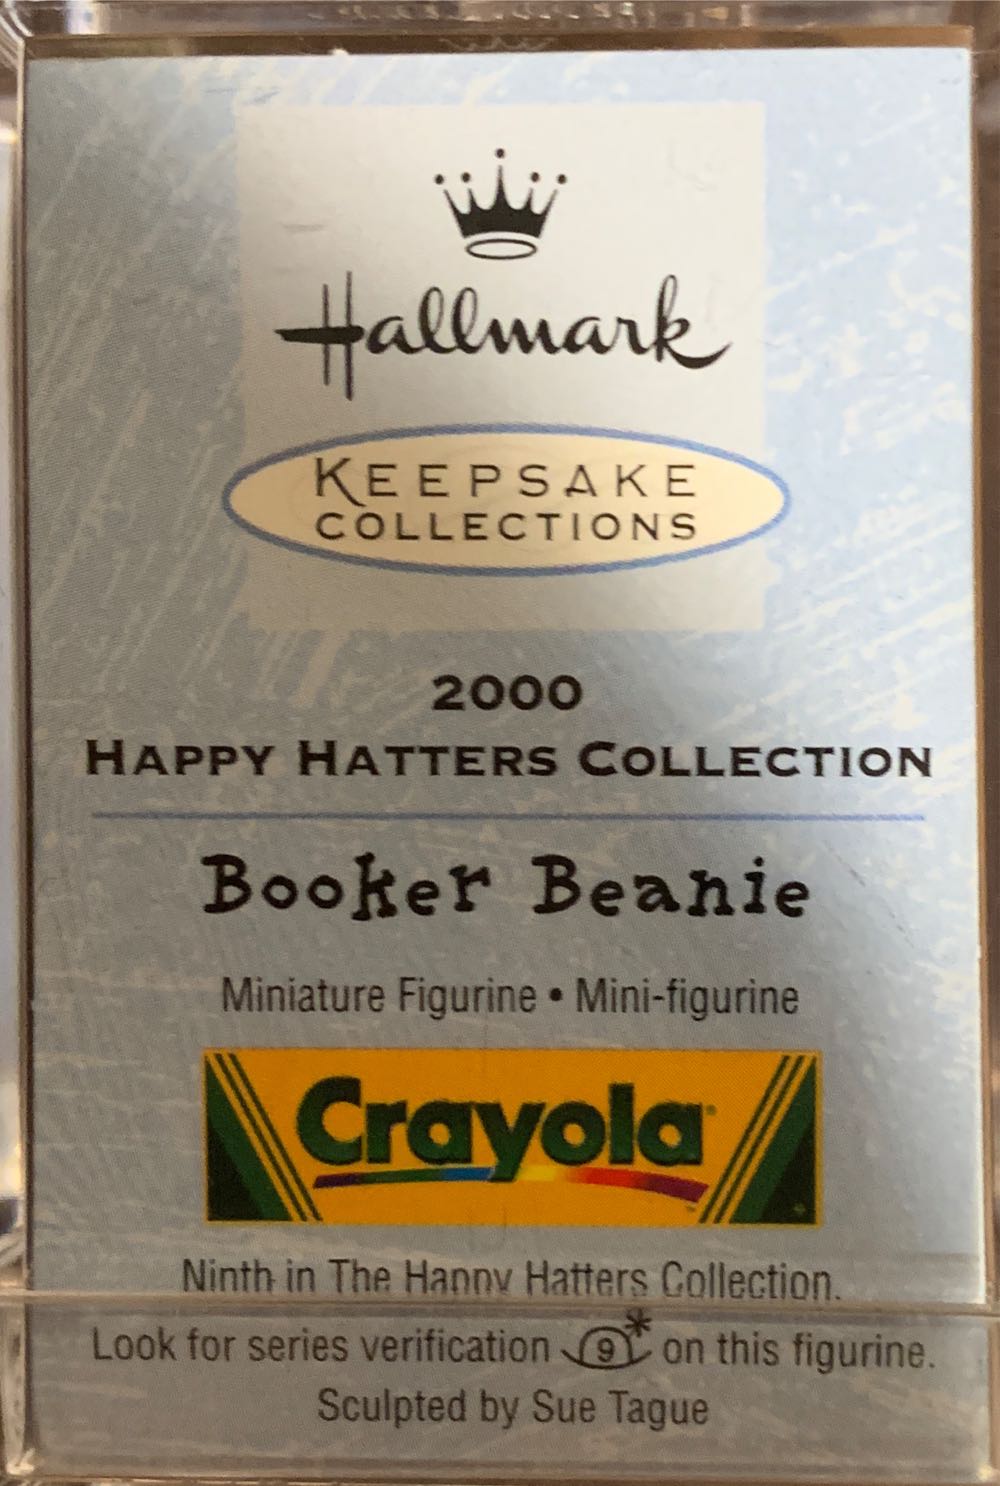 Hallmark
KEEPSAKE
COLLECTIONS
2000
HAPPY HATTERS COLLECTION
Booker Beanie
Miniature Figurine • Mini-figurine
Crayola
Ninth in The Happy Hatters Collection.
Look for series verification 9 * on this figurine.
Sculpted by Sue Tague